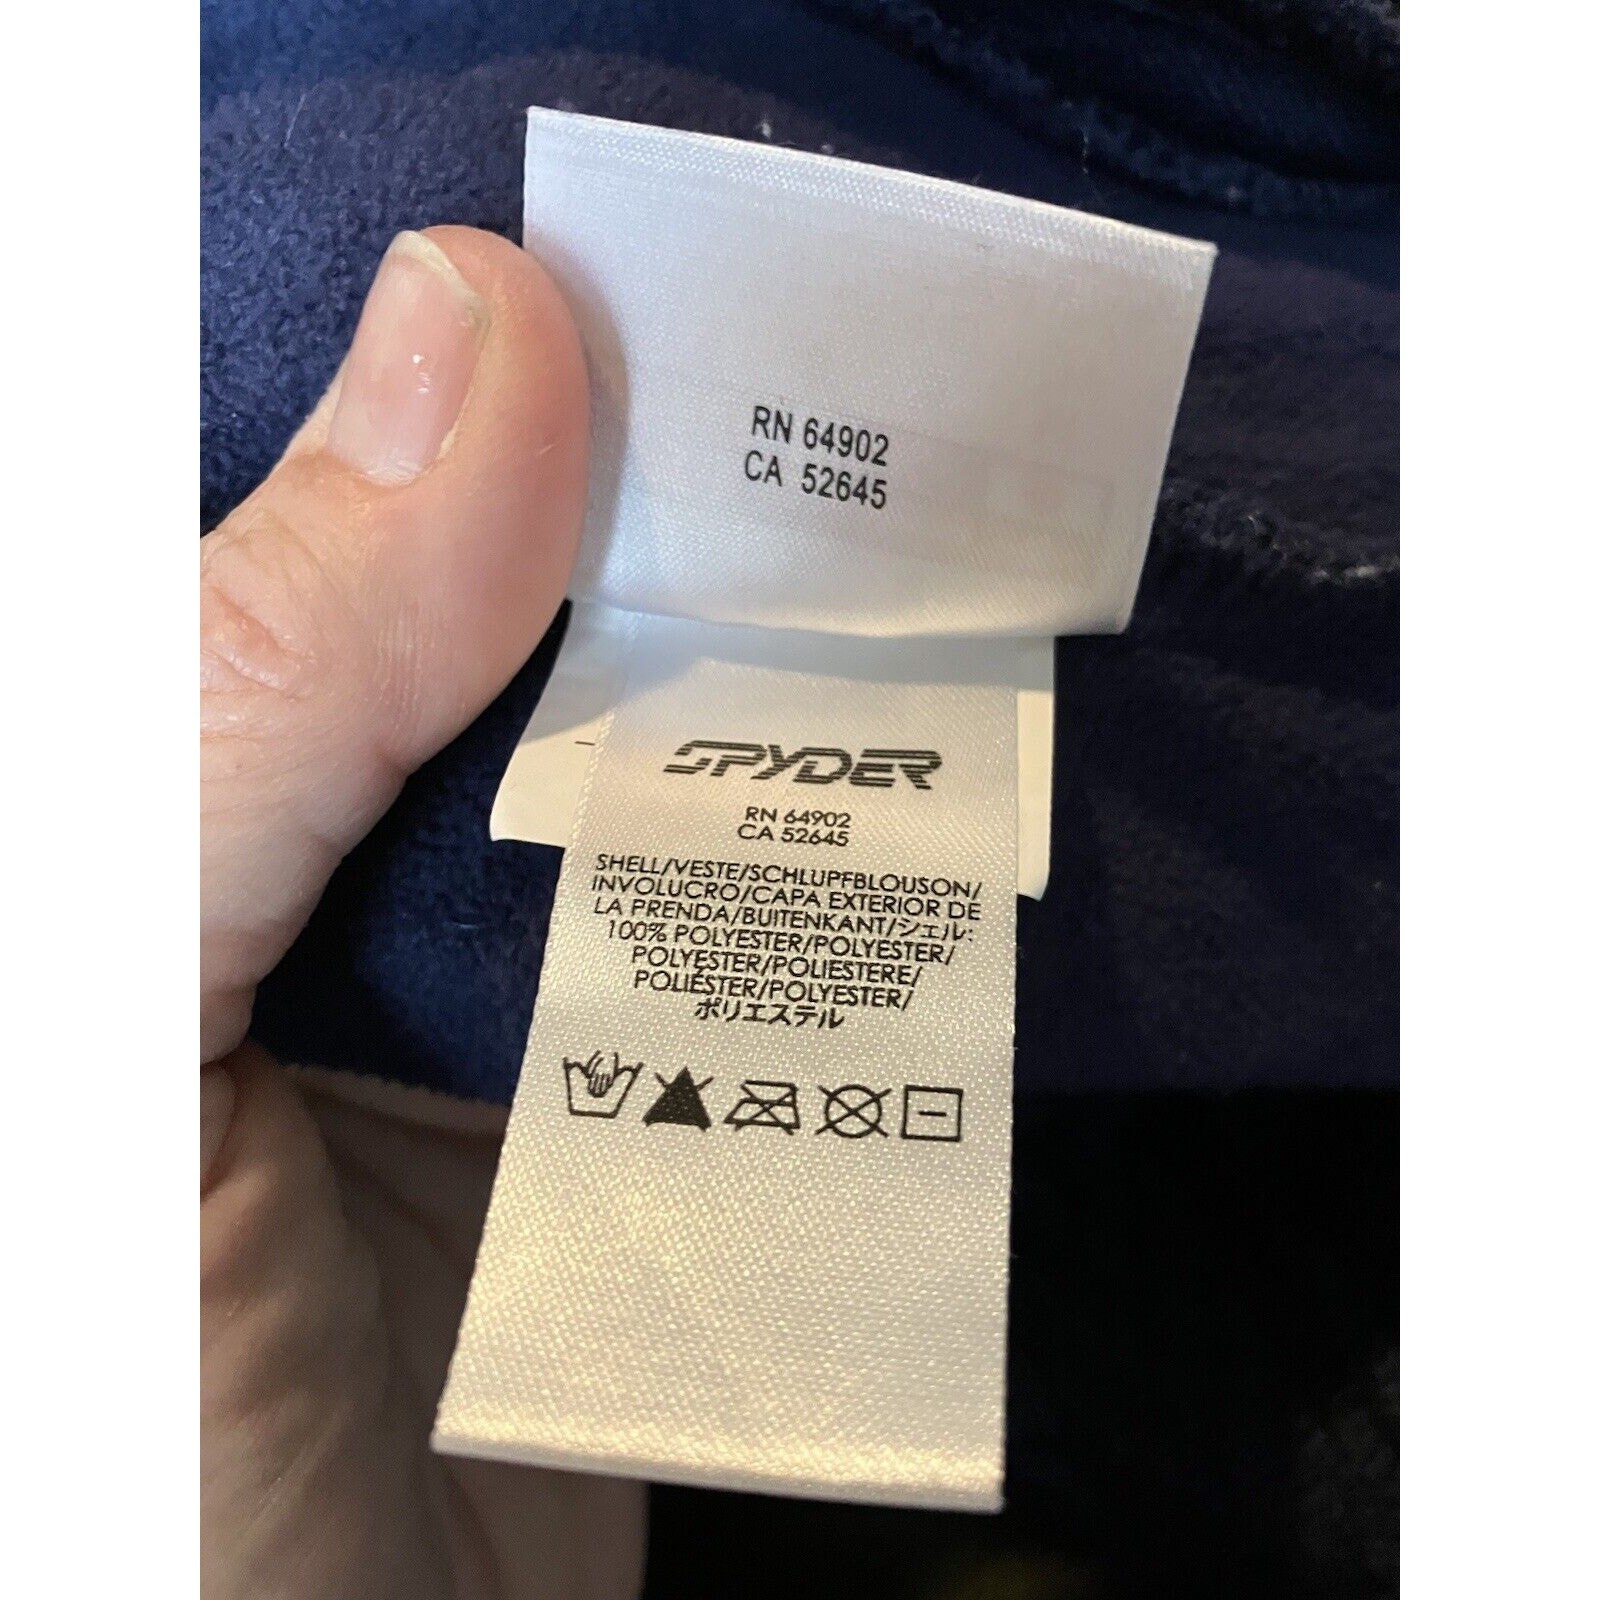 RN 64902
CA 52645
SPYDER
RN 64902
CA 52645
SHELL/VESTE/SCHLUPFBLOUSON/
INVOLUCRO/CAPA EXTERIOR DE
LA PRENDA/BUITENKANT/シェル:
100% POLYESTER/POLYESTER/
POLYESTER/POLIESTERE/
POLIÉSTER/POLYESTER/
ポリエステル